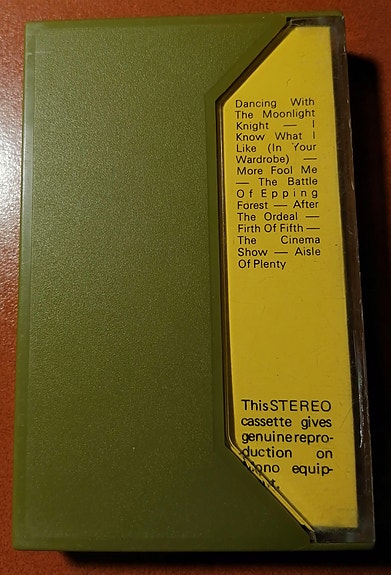 Dancing With
The Moonlight
Knight — I
Know What I
Like (In Your
Wardrobe) —
More Fool Me
— The Battle
Of Epping
Forest — After
The Ordeal —
Firth Of Fifth —
The Cinema
Show — Aisle
Of Plenty
This STEREO
cassette gives
genuine repro-
duction on
mono equip-